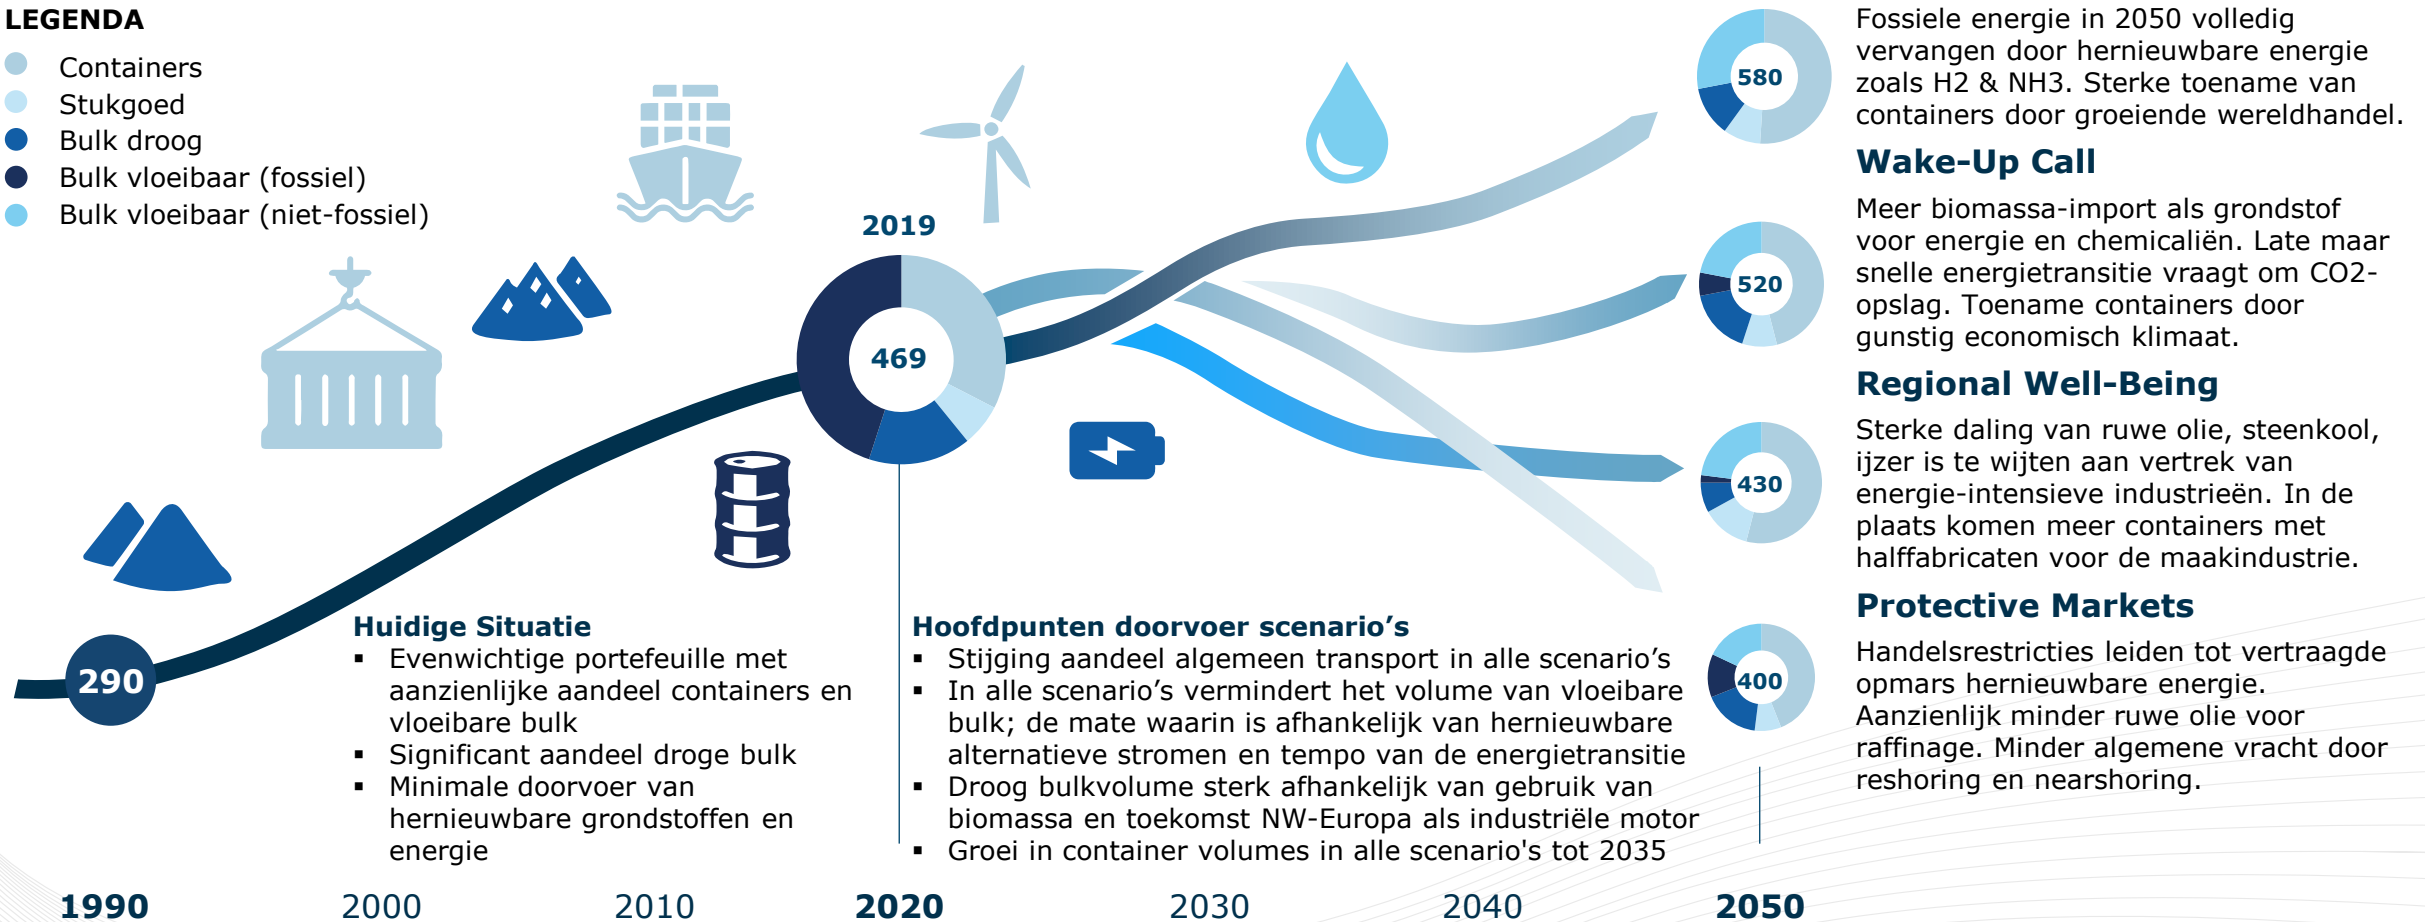 LEGENDA
Containers
Stukgoed
Bulk droog
Bulk vloeibaar (fossiel)
Bulk vloeibaar (niet-fossiel)
290
2019
469
Huidige Situatie
▪ Evenwichtige portefeuille met
aanzienlijke aandeel containers en
vloeibare bulk
▪ Significant aandeel droge bulk
▪ Minimale doorvoer van
hernieuwbare grondstoffen en
energie
Hoofdpunten doorvoer scenario’s
▪ Stijging aandeel algemeen transport in alle scenario’s
▪ In alle scenario’s vermindert het volume van vloeibare
bulk; de mate waarin is afhankelijk van hernieuwbare
alternatieve stromen en tempo van de energietransitie
▪ Droog bulkvolume sterk afhankelijk van gebruik van
biomassa en toekomst NW-Europa als industriële motor
▪ Groei in container volumes in alle scenario's tot 2035
580
Fossiele energie in 2050 volledig
vervangen door hernieuwbare energie
zoals H2 & NH3. Sterke toename van
containers door groeiende wereldhandel.
Wake-Up Call
520
Meer biomassa-import als grondstof
voor energie en chemicaliën. Late maar
snelle energietransitie vraagt om CO2-
opslag. Toename containers door
gunstig economisch klimaat.
Regional Well-Being
430
Sterke daling van ruwe olie, steenkool,
ijzer is te wijten aan vertrek van
energie-intensieve industrieën. In de
plaats komen meer containers met
halffabricaten voor de maakindustrie.
Protective Markets
400
Handelsrestricties leiden tot vertraagde
opmars hernieuwbare energie.
Aanzienlijk minder ruwe olie voor
raffinage. Minder algemene vracht door
reshoring en nearshoring.
1990 2000 2010 2020 2030 2040 2050